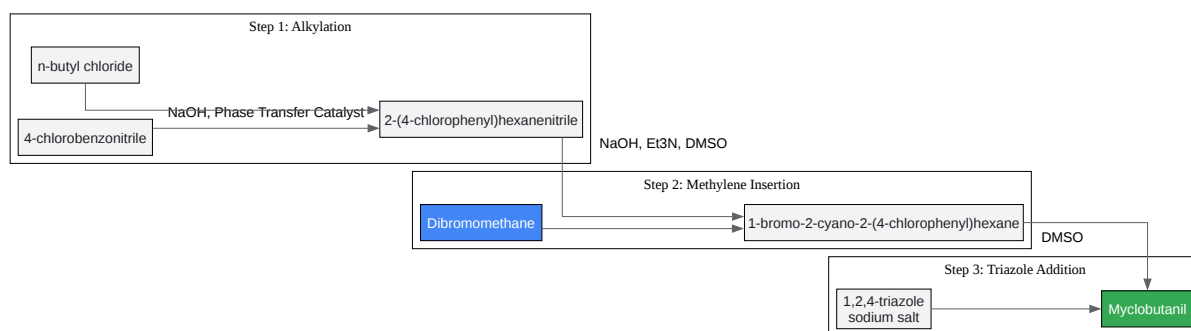 Step 1: Alkylation
n-butyl chloride
NaOH, Phase Transfer Catalyst
4-chlorobenzonitrile
2-(4-chlorophenyl)hexanenitrile
NaOH, Et3N, DMSO
Step 2: Methylene Insertion
Dibromomethane
1-bromo-2-cyano-2-(4-chlorophenyl)hexane
DMSO
Step 3: Triazole Addition
1,2,4-triazole
sodium salt
Myclobutanil